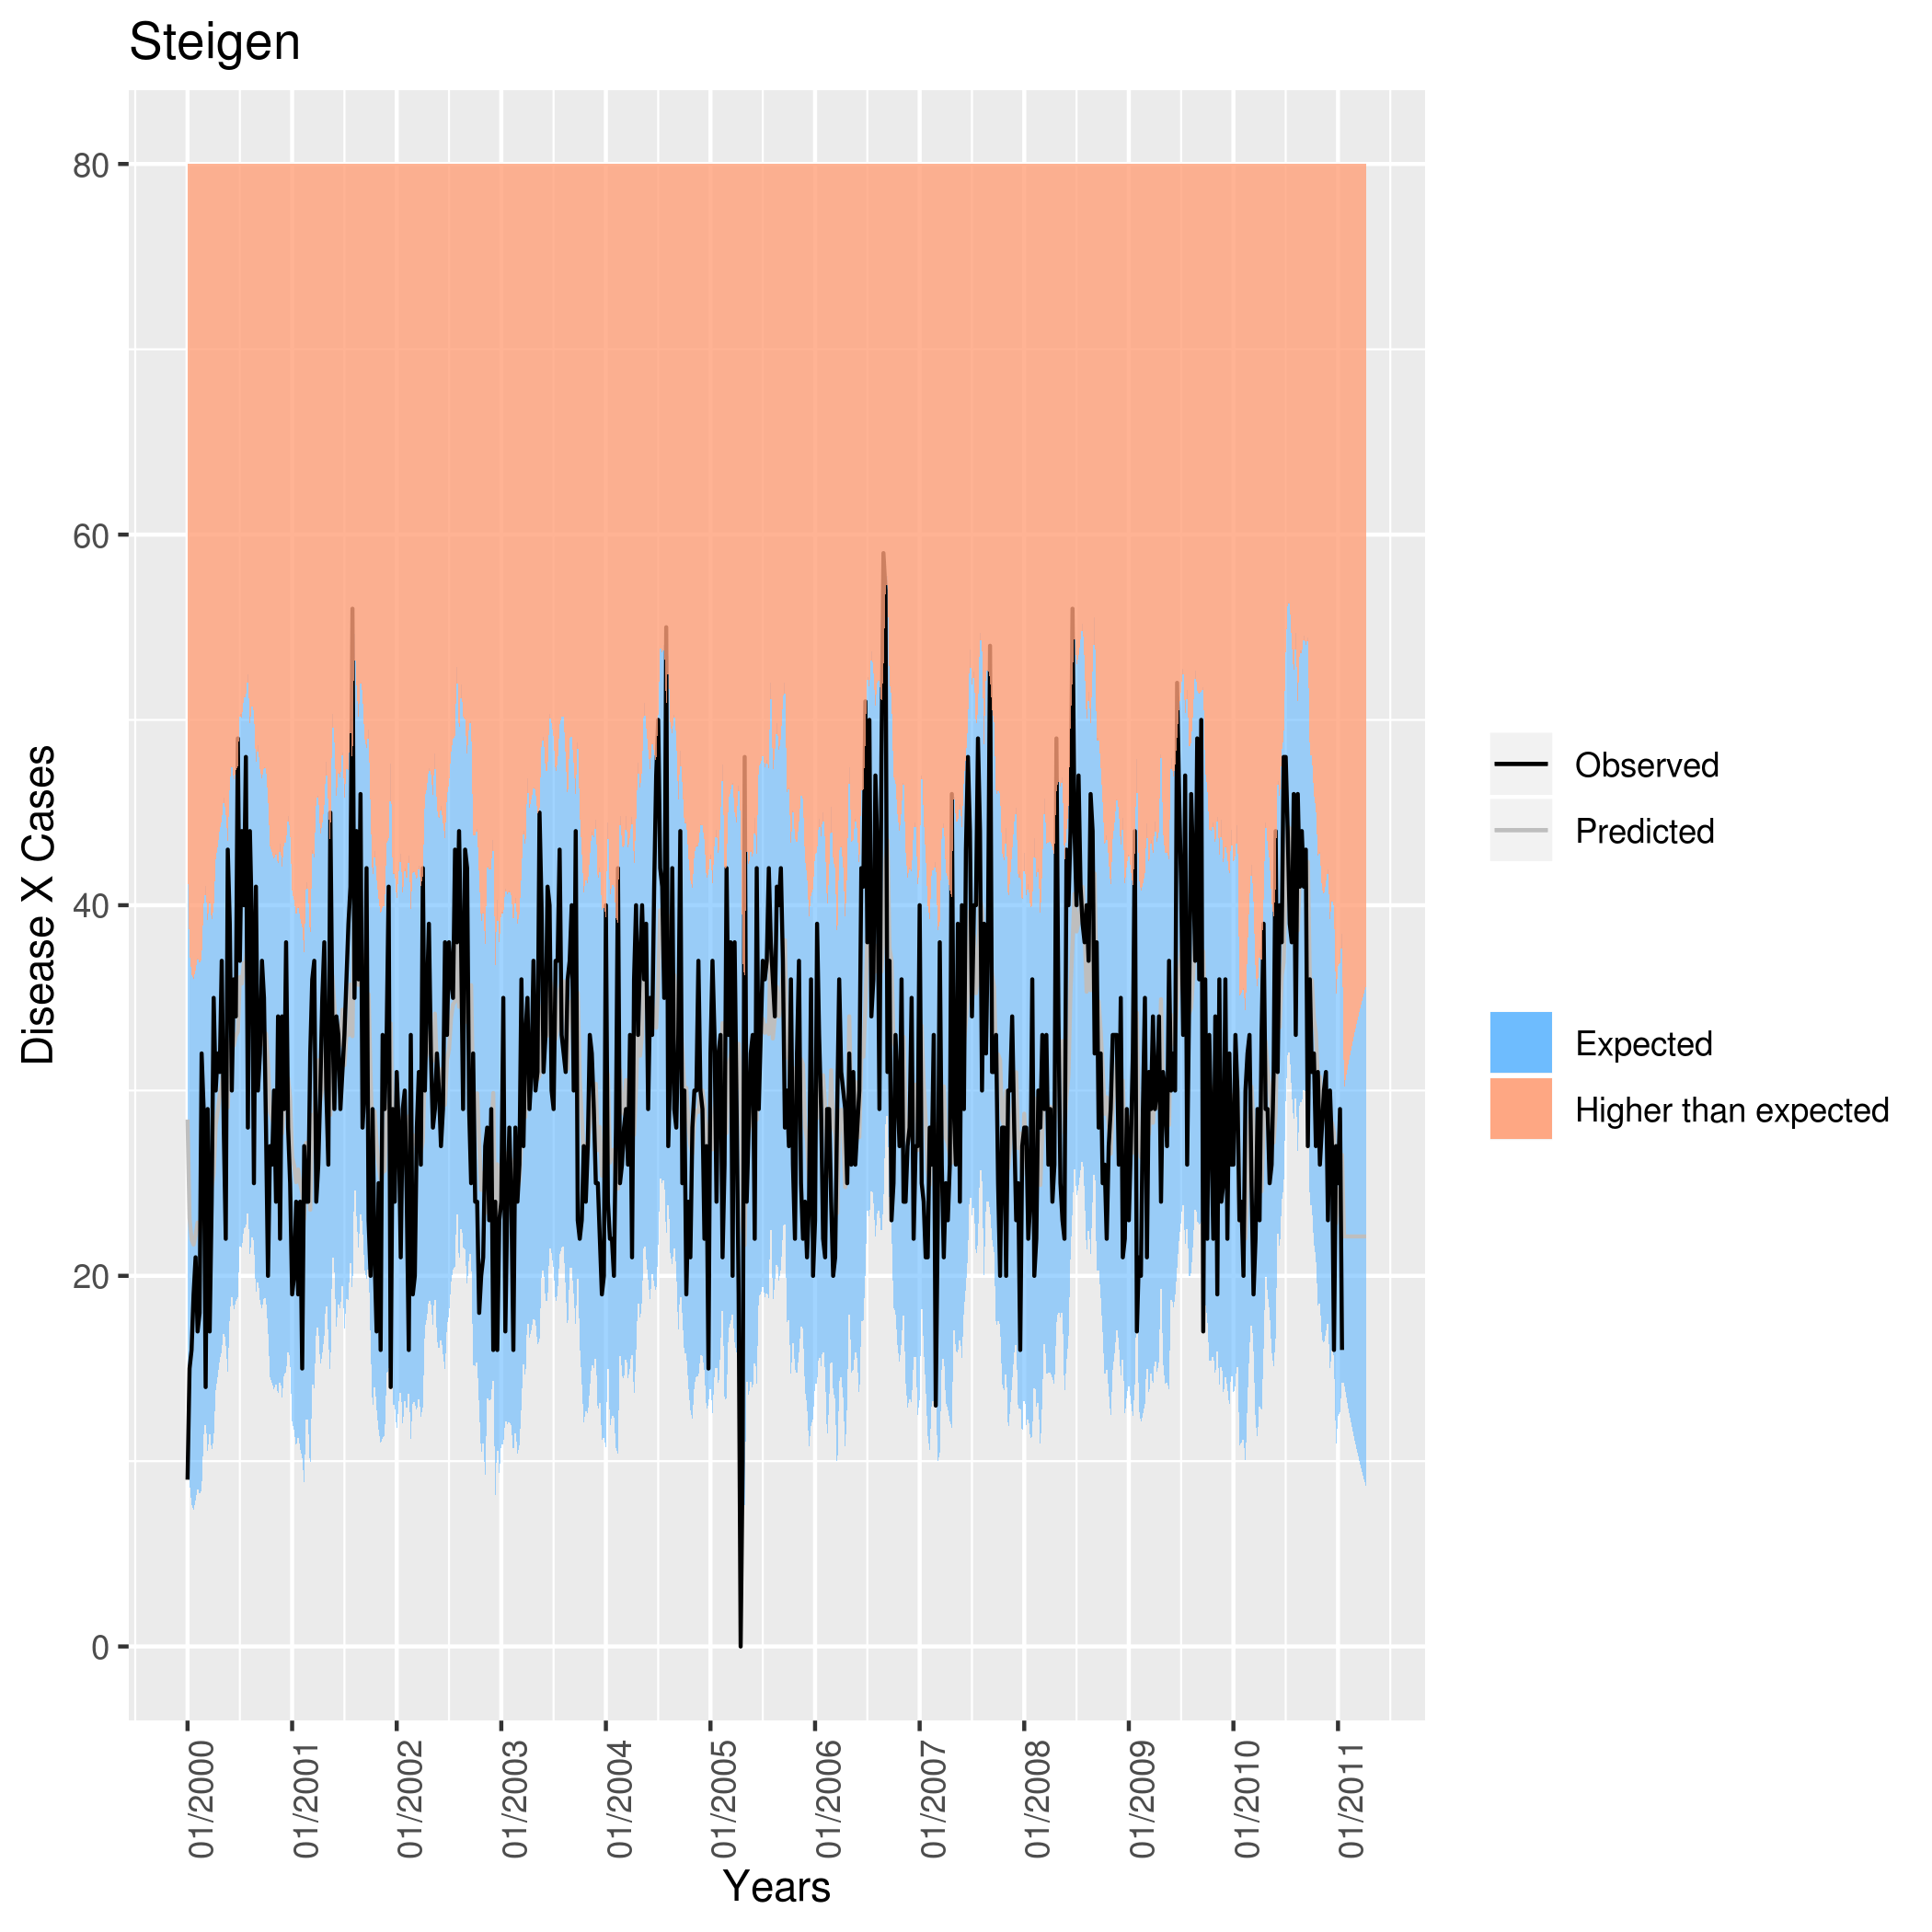 Steigen
80
60
40
20
0
Disease X Cases
01/2000
01/2001
01/2002
01/2003
01/2004
01/2005
01/2006
01/2007
01/2008
01/2009
01/2010
01/2011
Years
Observed
Predicted
Expected
Higher than expected